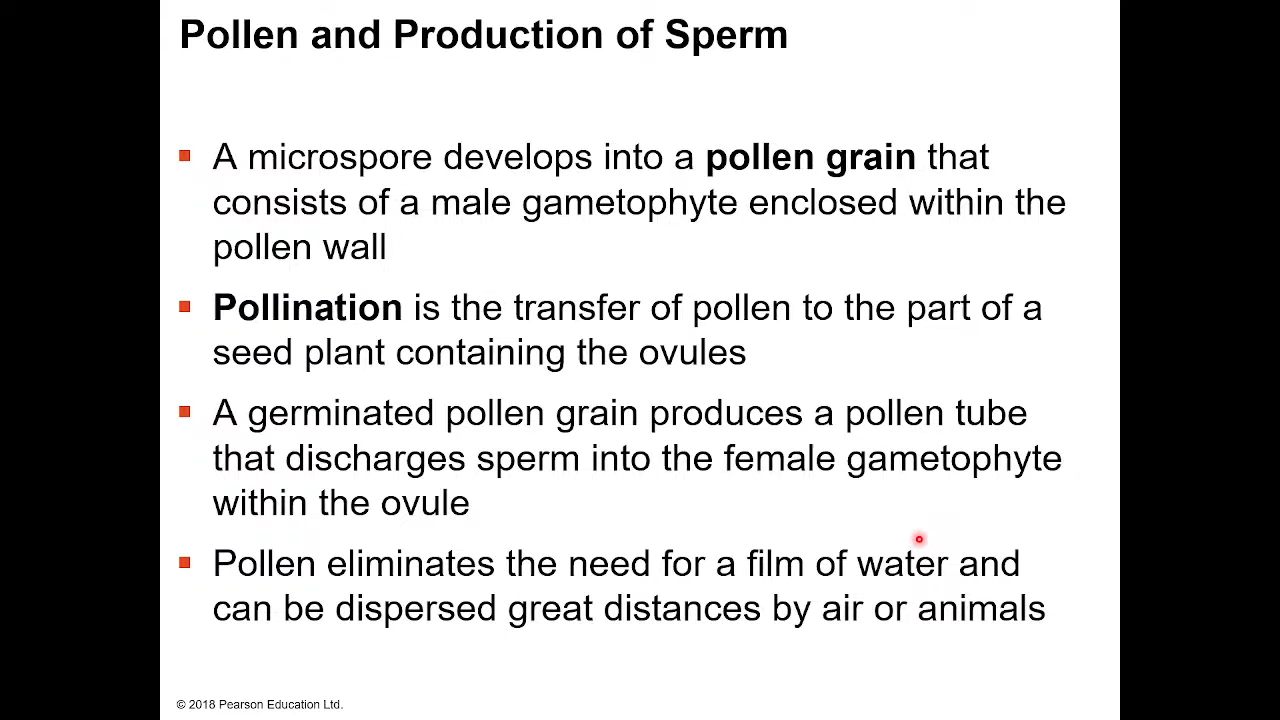 Pollen and Production of Sperm
A microspore develops into a pollen grain that
consists of a male gametophyte enclosed within the
pollen wall
Pollination is the transfer of pollen to the part of a
seed plant containing the ovules
A germinated pollen grain produces a pollen tube
that discharges sperm into the female gametophyte
within the ovule
Pollen eliminates the need for a film of water and
can be dispersed great distances by air or animals
© 2018 Pearson Education Ltd.